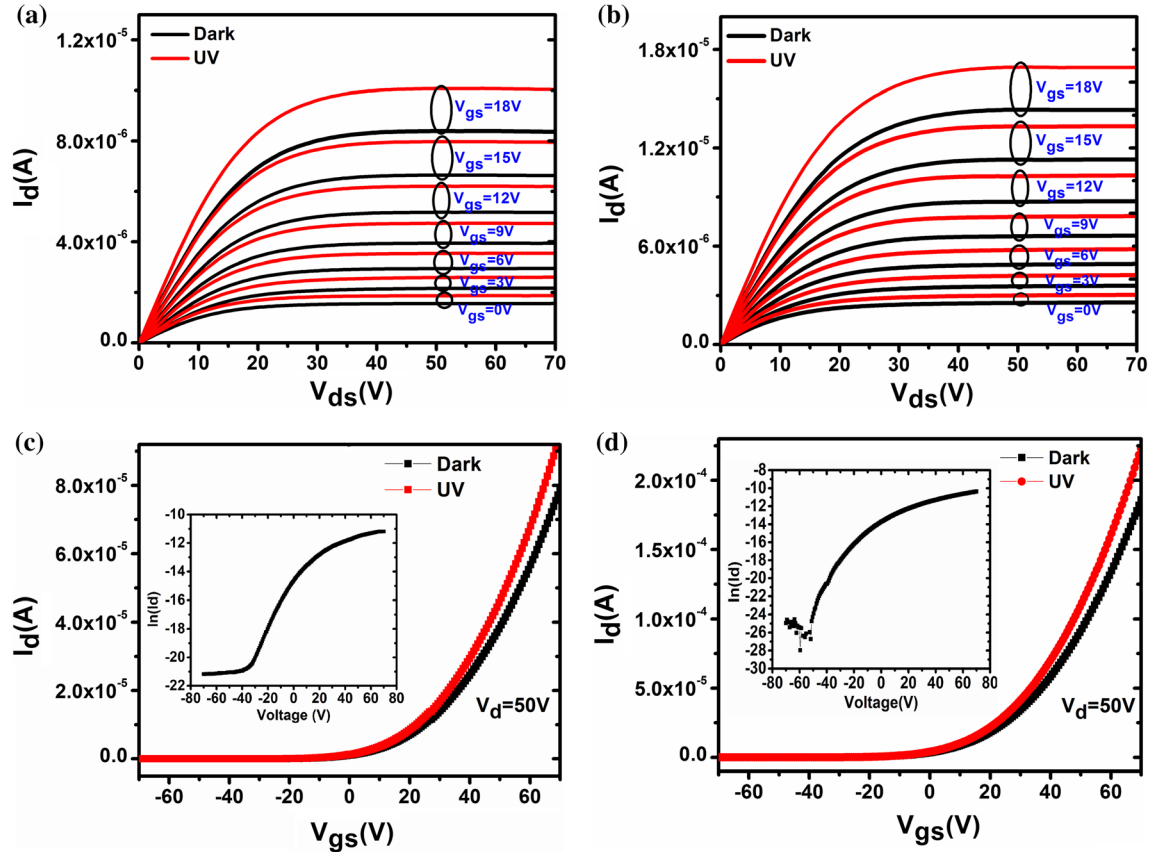 (a)
Dark
UV
1.2x10-5
8.0x10-6
4.0x10-6
0.0
Id(A)
Vgs=18V
Vgs=15V
Vgs=12V
Vgs=9V
Vgs=6V
Vgs=3V
Vgs=0V
0 10 20 30 40 50 60 70
Vds(V)
(b)
Dark
UV
1.8x10-5
1.2x10-5
6.0x10-6
0.0
Id(A)
Vgs=18V
Vgs=15V
Vgs=12V
Vgs=9V
Vgs=6V
Vgs=3V
Vgs=0V
0 10 20 30 40 50 60 70
Vds(V)
(c)
Dark
UV
8.0x10-5
6.0x10-5
4.0x10-5
2.0x10-5
0.0
Id(A)
-10
-12
-14
-16
-18
-20
-22
ln(Id)
-80 -60 -40 -20 0 20 40 60 80
Voltage (V)
Vd=50V
-60 -40 -20 0 20 40 60
Vgs(V)
(d)
Dark
UV
2.0x10-4
1.5x10-4
1.0x10-4
5.0x10-5
0.0
Id(A)
-8
-10
-12
-14
-16
-18
-20
-22
-24
-26
-28
-30
ln(Id)
-80 -60 -40 -20 0 20 40 60 80
Voltage(V)
Vd=50V
-60 -40 -20 0 20 40 60
Vgs(V)